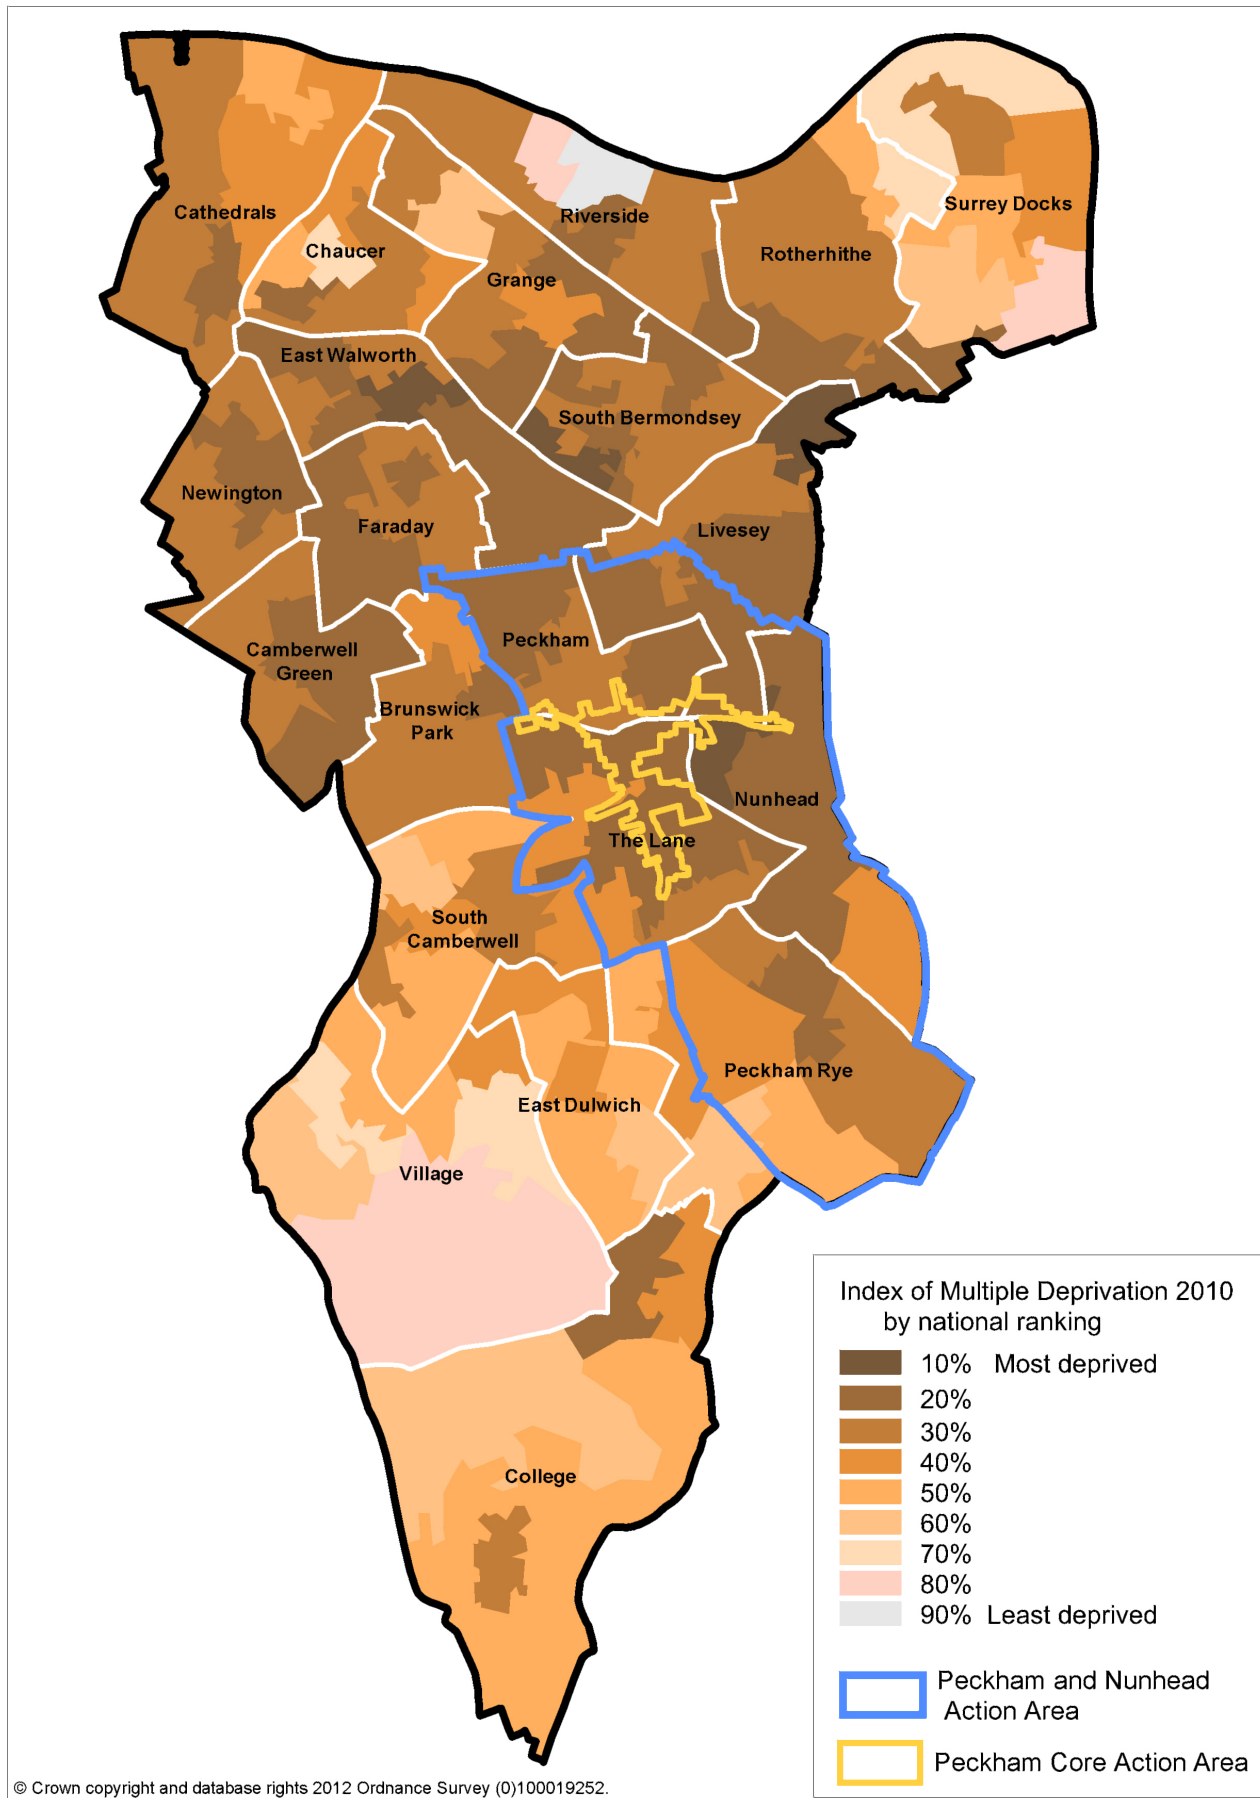 Cathedrals
Chaucer
Riverside
Grange
Rotherhithe
Surrey Docks
East Walworth
South Bermondsey
Newington
Faraday
Livesey
Camberwell
Green
Peckham
Brunswick
Park
Nunhead
The Lane
South
Camberwell
Peckham Rye
East Dulwich
Village
College
Index of Multiple Deprivation 2010
by national ranking
10% Most deprived
20%
30%
40%
50%
60%
70%
80%
90% Least deprived
Peckham and Nunhead
Action Area
Peckham Core Action Area
© Crown copyright and database rights 2012 Ordnance Survey (0)100019252.